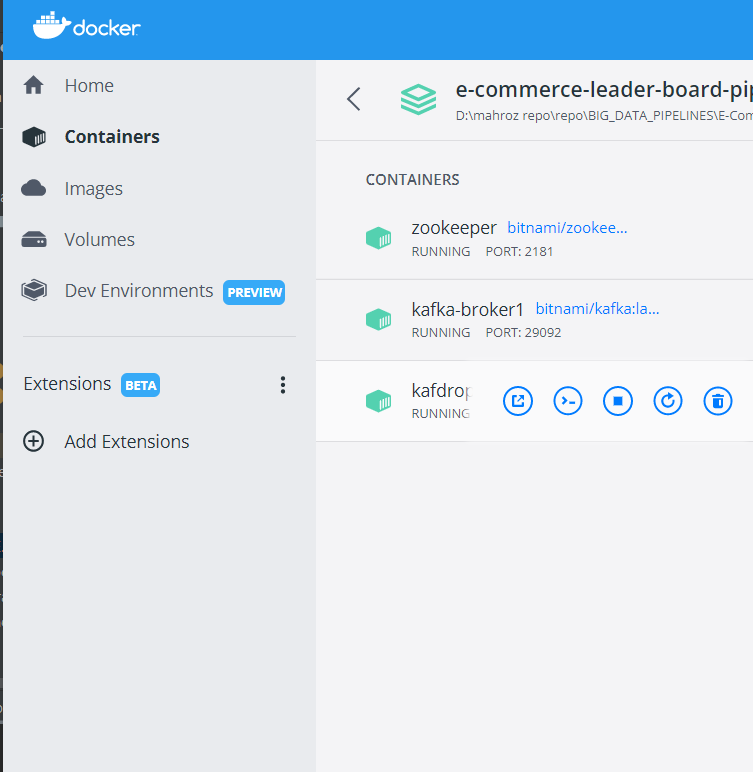 docker
Home
Containers
Images
Volumes
Dev Environments PREVIEW
Extensions BETA
Add Extensions
e-commerce-leader-board-pip
D:\mahroz repo\repo\BIG_DATA_PIPELINES\E-Com
CONTAINERS
zookeeper bitnami/zookee...
RUNNING PORT: 2181
kafka-broker1 bitnami/kafka:la...
RUNNING PORT: 29092
kafdrop
RUNNING